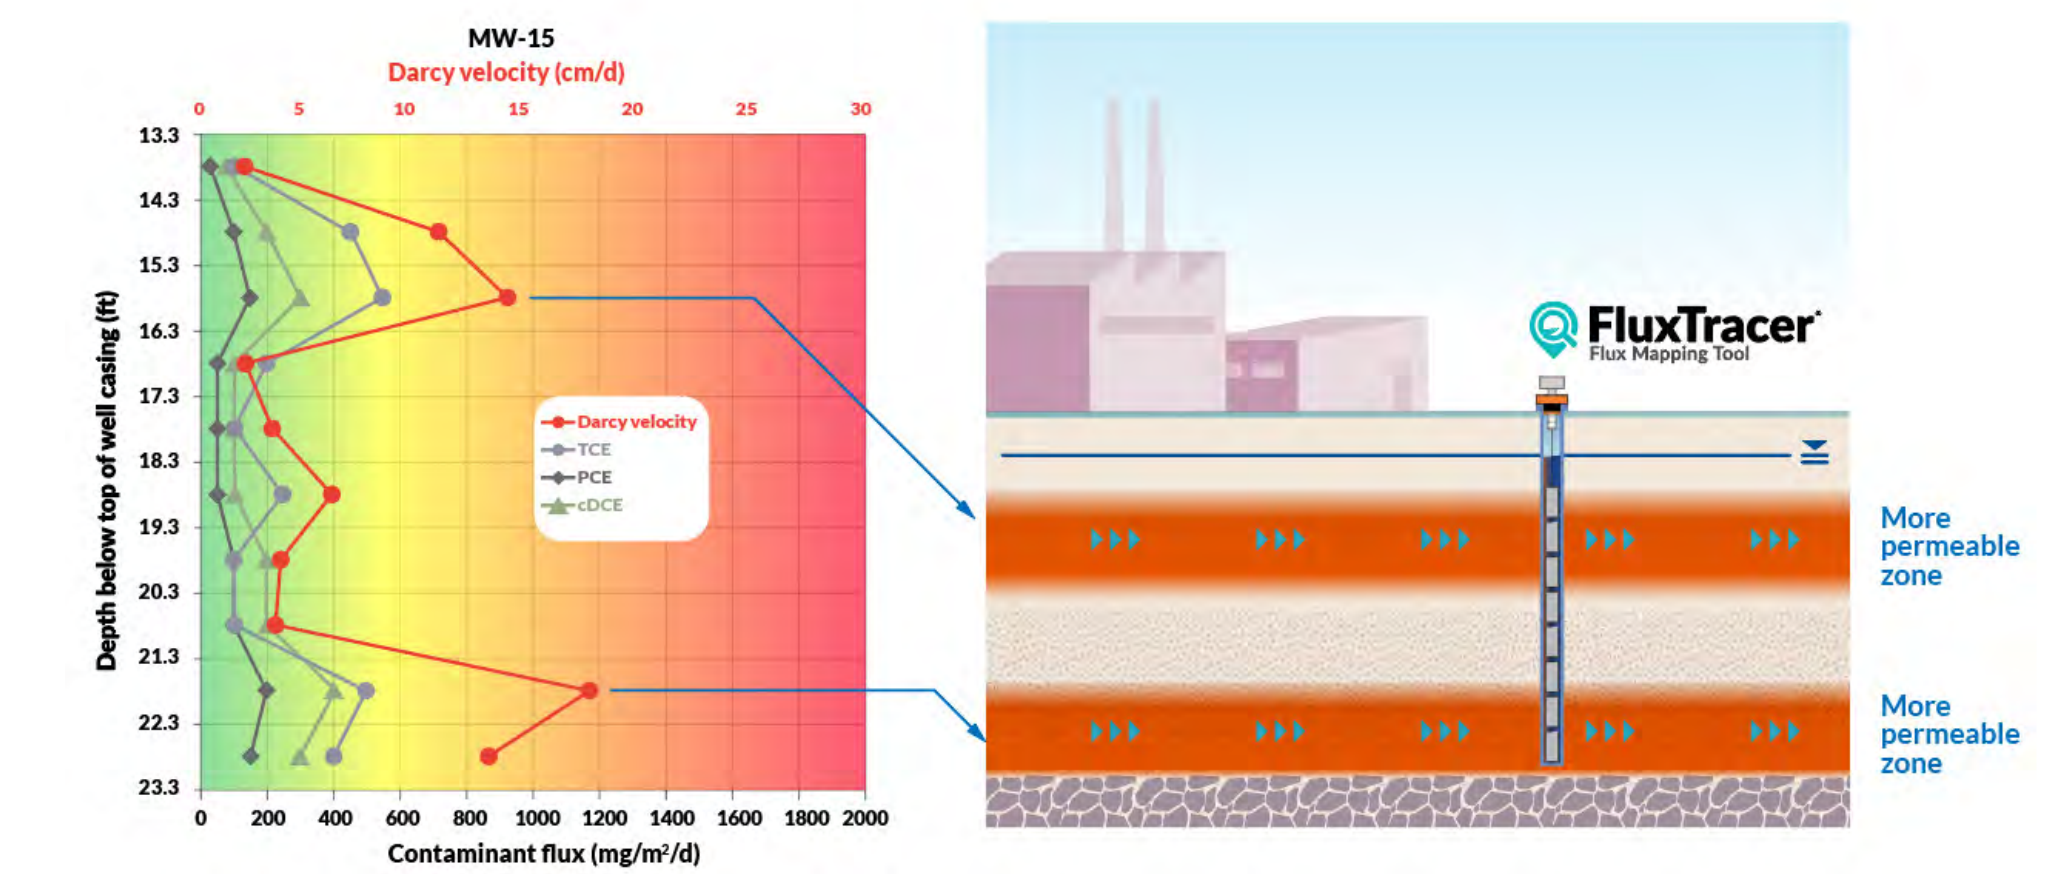 MW-15
Darcy velocity (cm/d)
0 5 10 15 20 25 30
13.3
14.3
15.3
16.3
17.3
18.3
19.3
20.3
21.3
22.3
23.3
Depth below top of well casing (ft)
Darcy velocity
TCE
PCE
cDCE
0 200 400 600 800 1000 1200 1400 1600 1800 2000
Contaminant flux (mg/m²/d)
FluxTracer®
Flux Mapping Tool
More
permeable
zone
More
permeable
zone